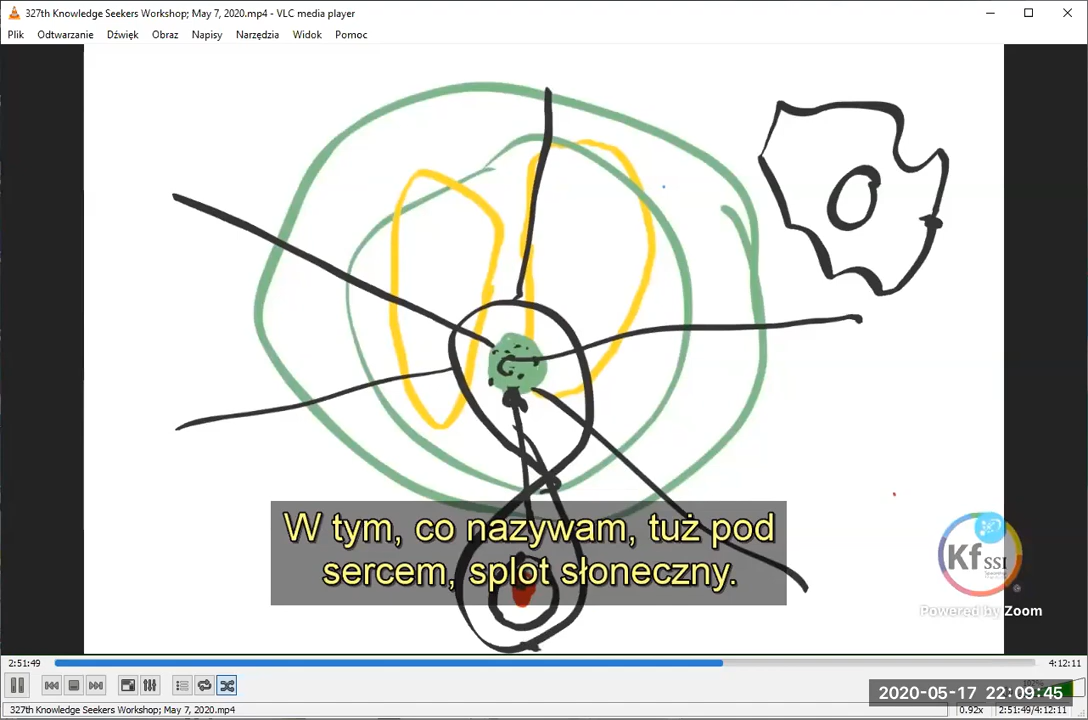 327th Knowledge Seekers Workshop; May 7, 2020.mp4 - VLC media player
Plik Odtwarzanie Dźwięk Obraz Napisy Narzędzia Widok Pomoc
W tym, co nazywam, tuż pod
sercem, splot słoneczny.
Kf SSI
Powered by Zoom
2:51:49 4:12:11
2020-05-17 22:09:45
327th Knowledge Seekers Workshop; May 7, 2020.mp4 0.92x 2:51:49/4:12:11